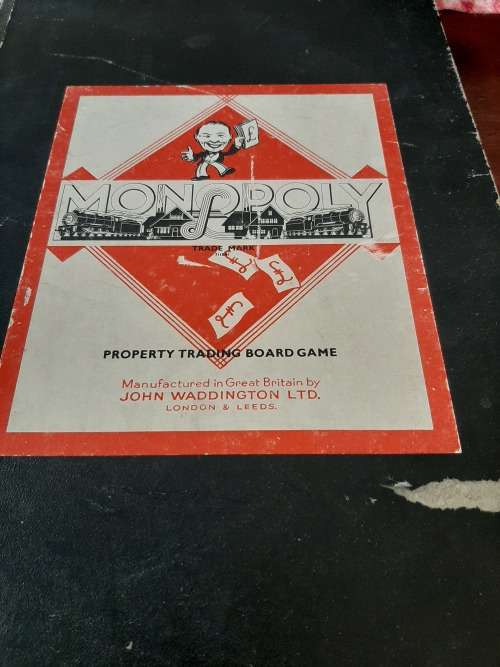 MONOPOLY
TRADE MARK
PROPERTY TRADING BOARD GAME
Manufactured in Great Britain by
JOHN WADDINGTON LTD.
LONDON & LEEDS.